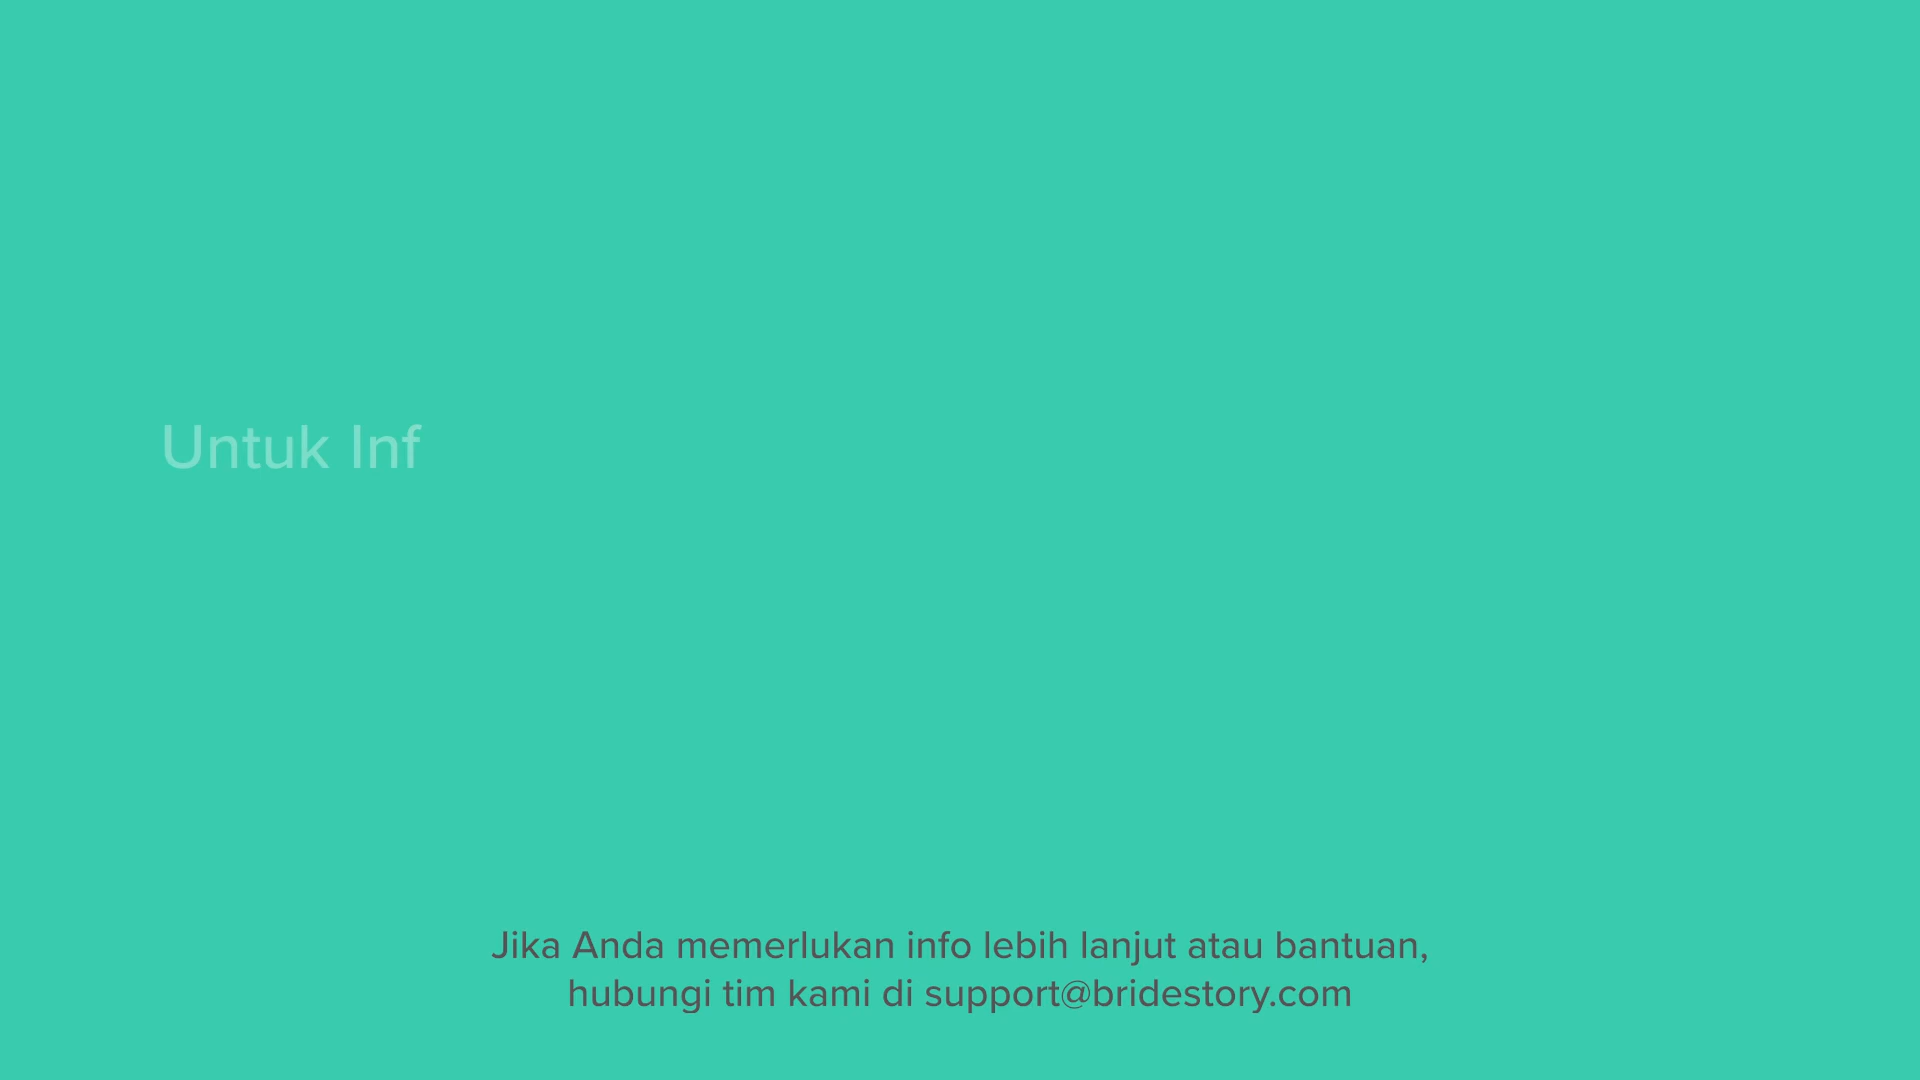 Untuk Inf
Jika Anda memerlukan info lebih lanjut atau bantuan,
hubungi tim kami di support@bridestory.com